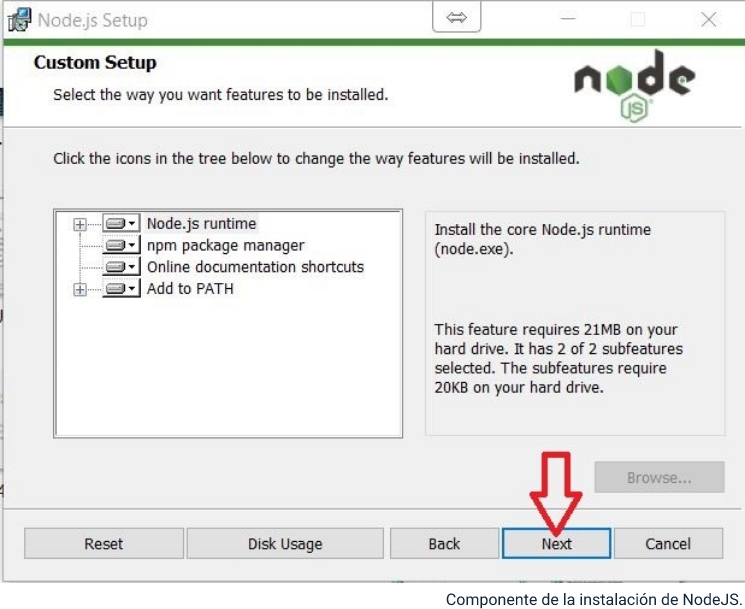 Node.js Setup
Custom Setup
Select the way you want features to be installed.
node
JS
Click the icons in the tree below to change the way features will be installed.
Node.js runtime
npm package manager
Online documentation shortcuts
Add to PATH
Install the core Node.js runtime
(node.exe).
This feature requires 21MB on your
hard drive. It has 2 of 2 subfeatures
selected. The subfeatures require
20KB on your hard drive.
Browse...
Reset
Disk Usage
Back
Next
Cancel
Componente de la instalación de NodeJS.